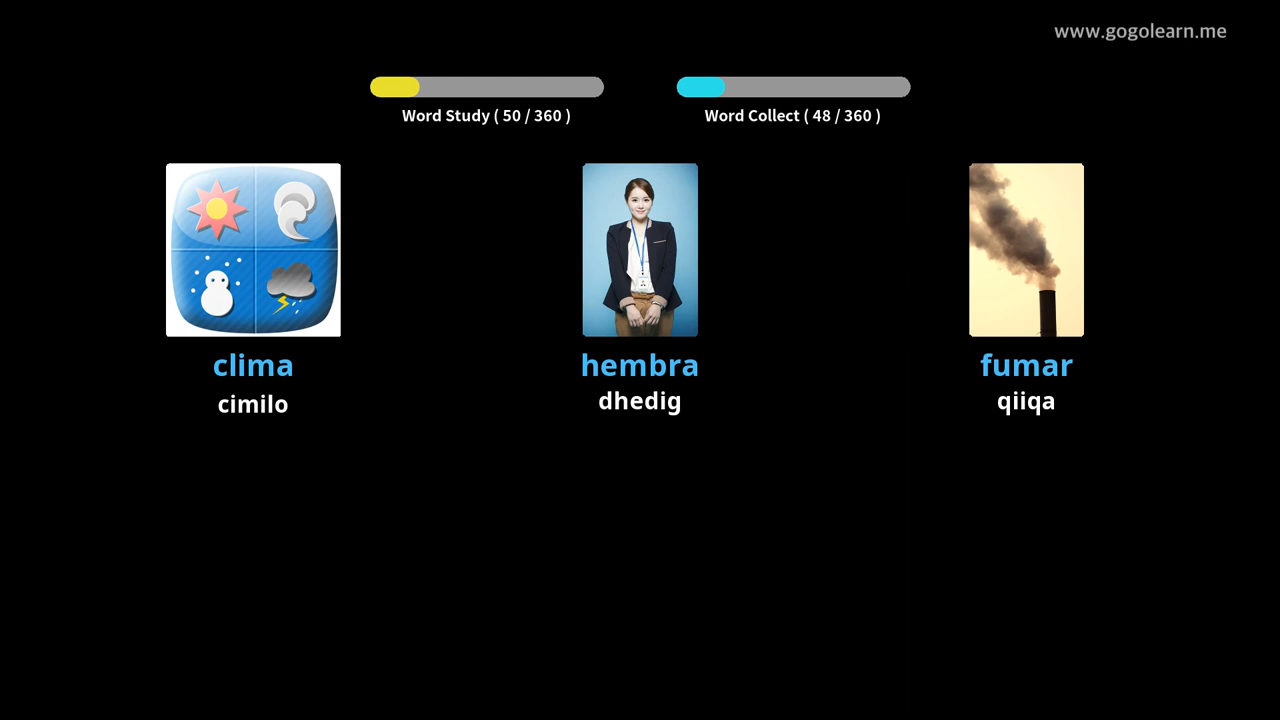 www.gogolearn.me
Word Study ( 50 / 360 )
Word Collect ( 48 / 360 )
clima
cimilo
hembra
dhedig
fumar
qiiqa